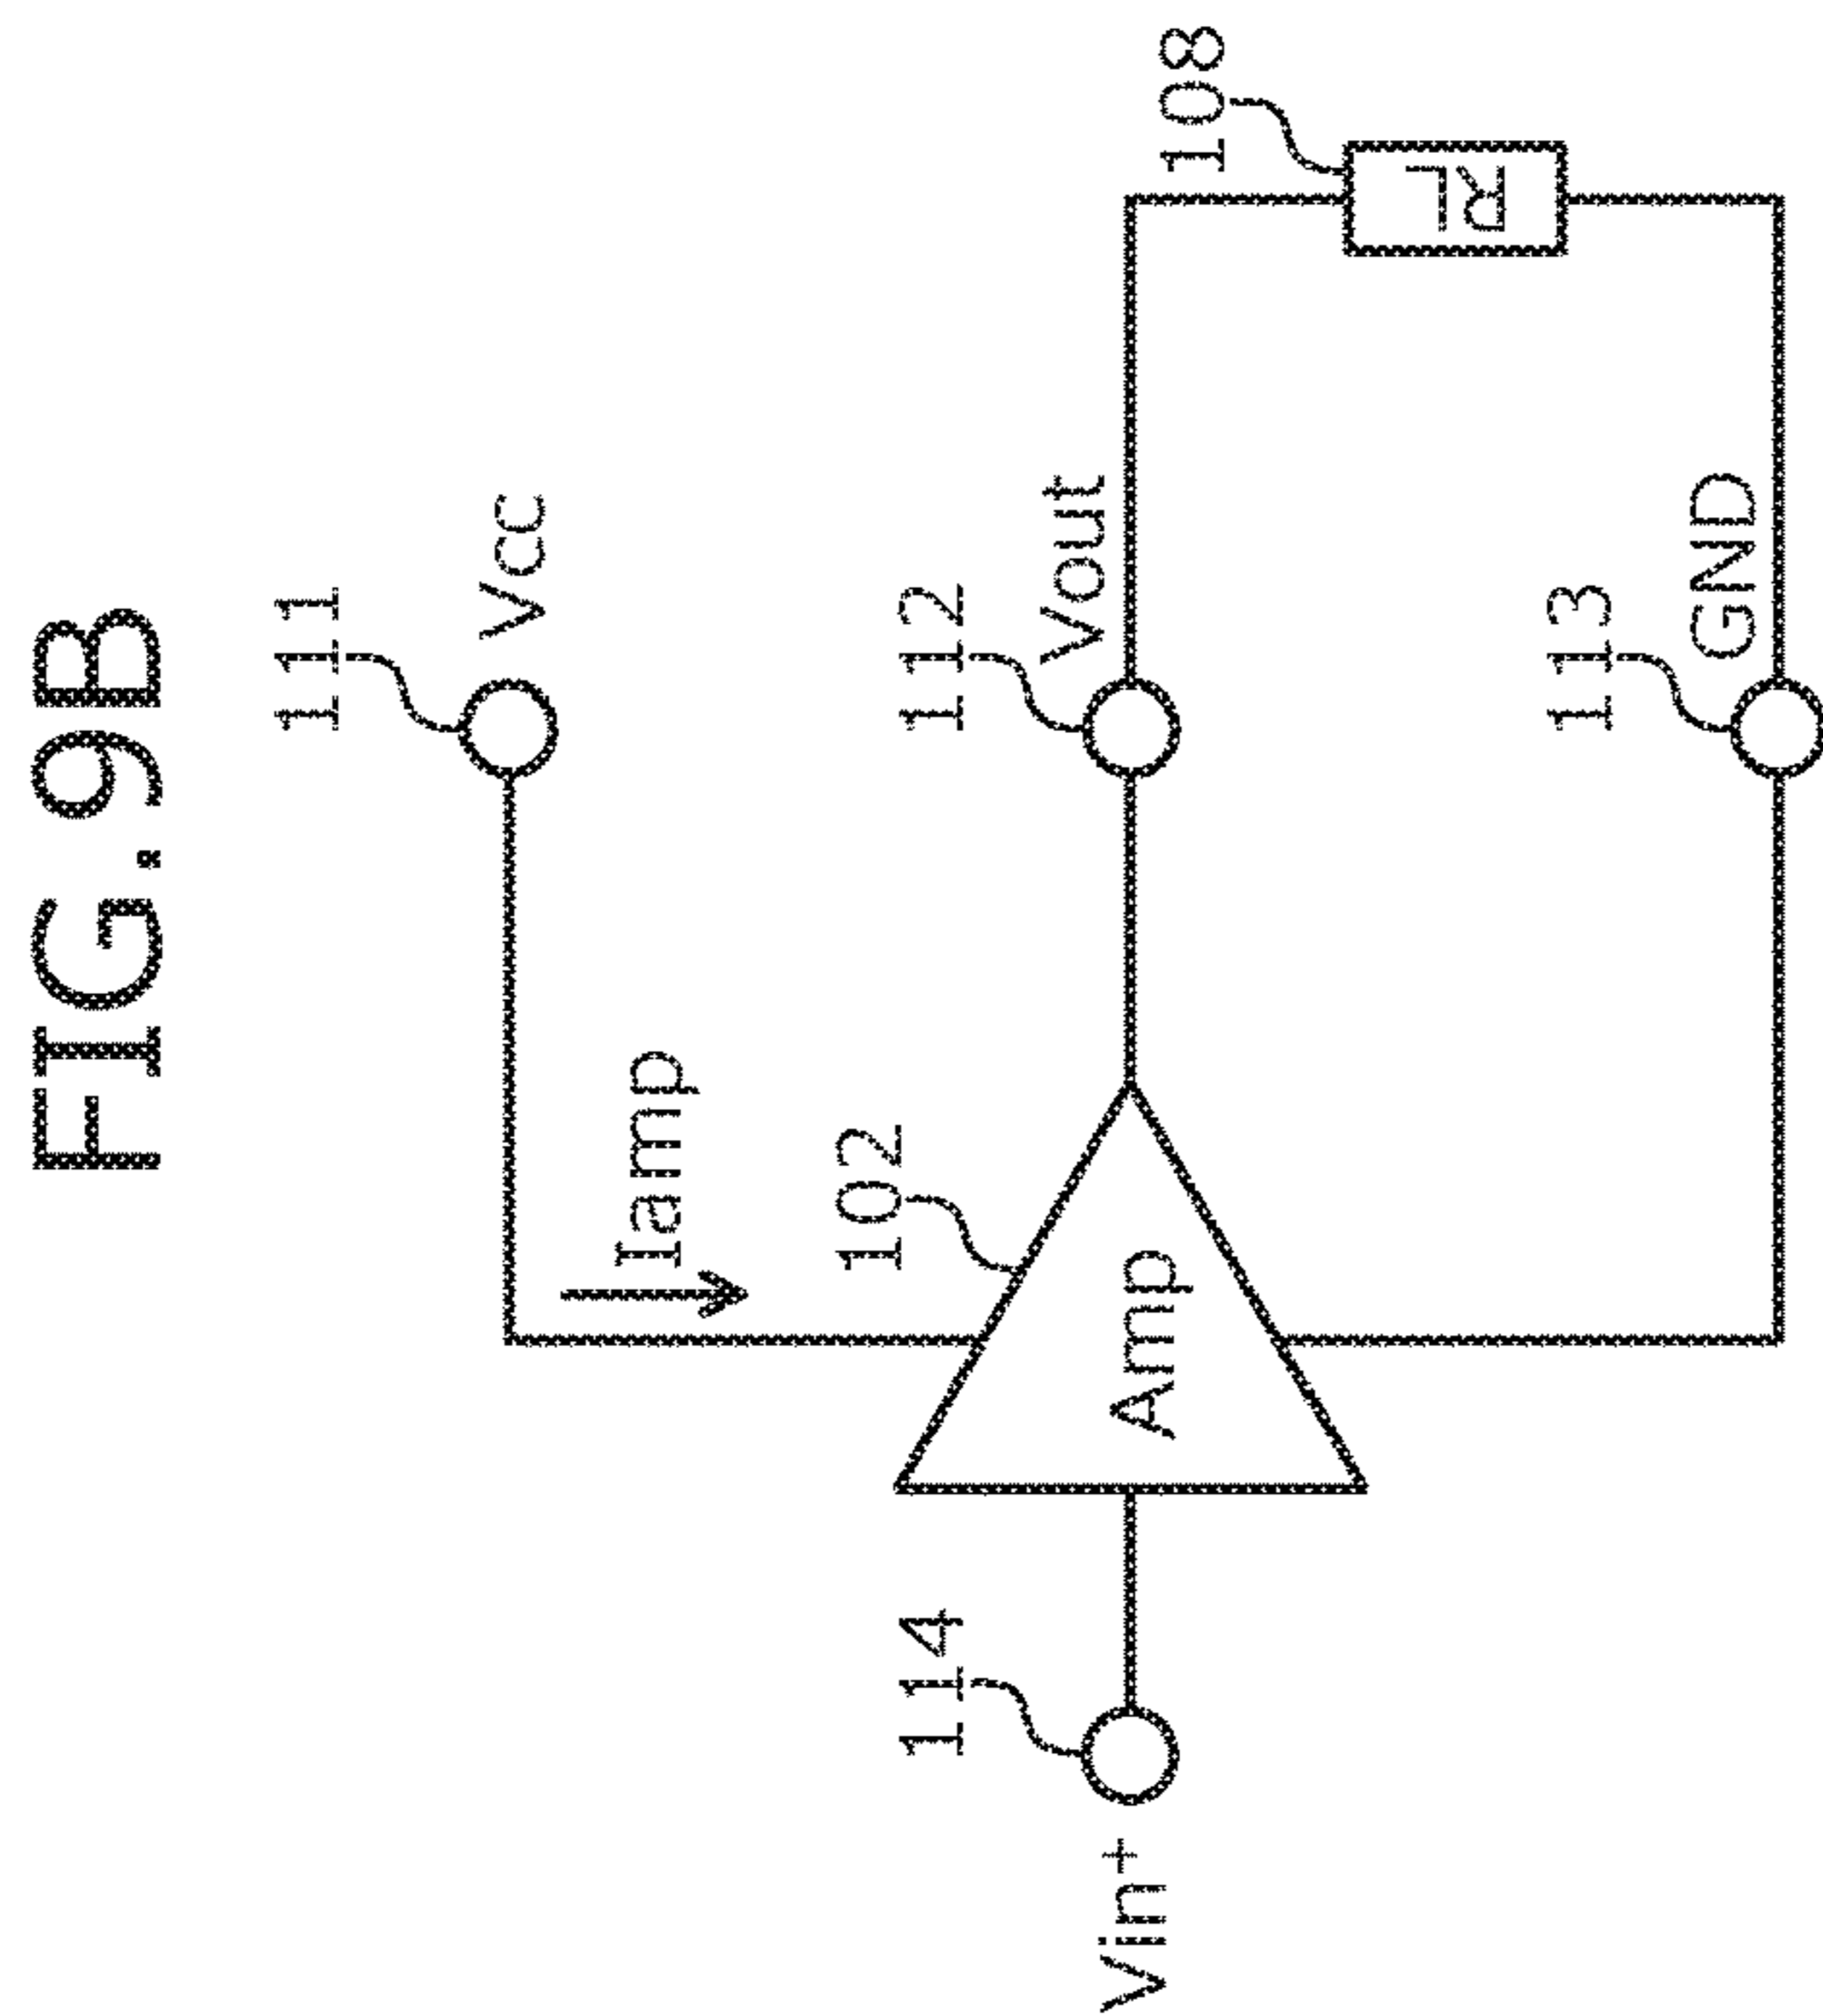 FIG. 9B
111
Vcc
Iamp
102
Amp
114
Vin+
112
Vout
108
RL
113
GND